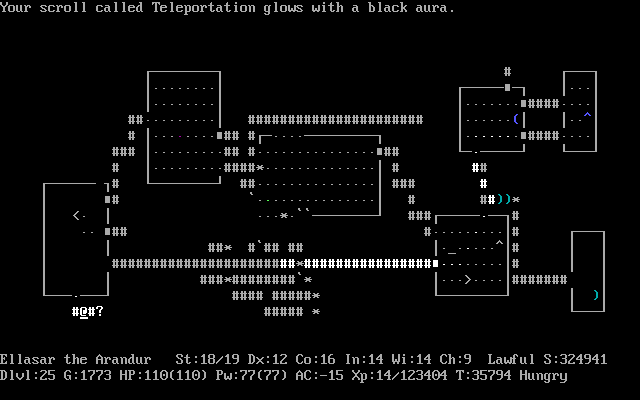 Your scroll called Teleportation glows with a black aura.
Ellasar the Arandur St:18/19 Dx:12 Co:16 In:14 Wi:14 Ch:9 Lawful S:324941
Dlvl:25 G:1773 HP:110(110) Pw:77(77) AC:-15 Xp:14/123404 T:35794 Hungry